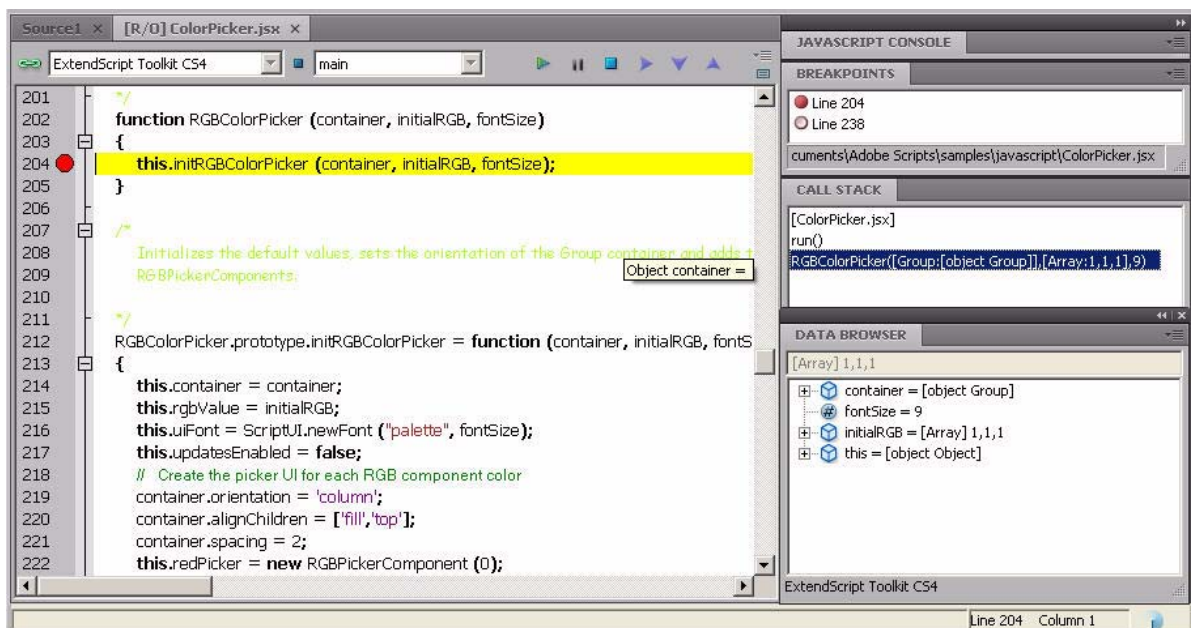 Source1 ×
[R/O] ColorPicker.jsx ×
ExtendScript Toolkit CS4
main
201 */
202 function RGBColorPicker (container, initialRGB, fontSize)
203 {
204 this.initRGBColorPicker (container, initialRGB, fontSize);
205 }
206
207 /*
208 Initializes the default values, sets the orientation of the Group container and adds t
209 RGBPickerComponents.
Object container =
210
211 */
212 RGBColorPicker.prototype.initRGBColorPicker = function (container, initialRGB, fontS
213 {
214 this.container = container;
215 this.rgbValue = initialRGB;
216 this.uiFont = ScriptUI.newFont ("palette", fontSize);
217 this.updatesEnabled = false;
218 // Create the picker UI for each RGB component color
219 container.orientation = 'column';
220 container.alignChildren = ['fill','top'];
221 container.spacing = 2;
222 this.redPicker = new RGBPickerComponent (0);
JAVASCRIPT CONSOLE
BREAKPOINTS
Line 204
Line 238
cuments\Adobe Scripts\samples\javascript\ColorPicker.jsx
CALL STACK
[ColorPicker.jsx]
run()
RGBColorPicker([Group:[object Group]],[Array:1,1,1],9)
DATA BROWSER
[Array] 1,1,1
container = [object Group]
fontSize = 9
initialRGB = [Array] 1,1,1
this = [object Object]
ExtendScript Toolkit CS4
Line 204 Column 1